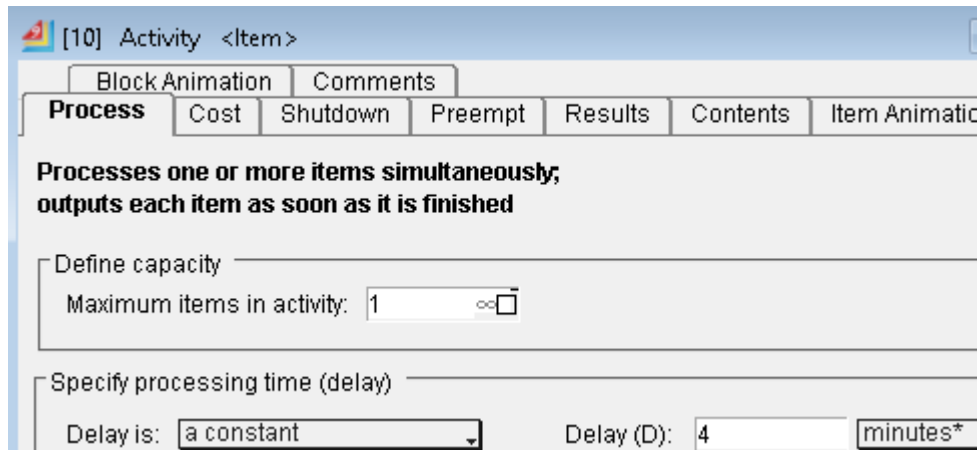 [10] Activity <Item>
Block Animation Comments
Process Cost Shutdown Preempt Results Contents Item Animatic
Processes one or more items simultaneously;
outputs each item as soon as it is finished
Define capacity
Maximum items in activity: 1 ∞
Specify processing time (delay)
Delay is: a constant Delay (D): 4 minutes*